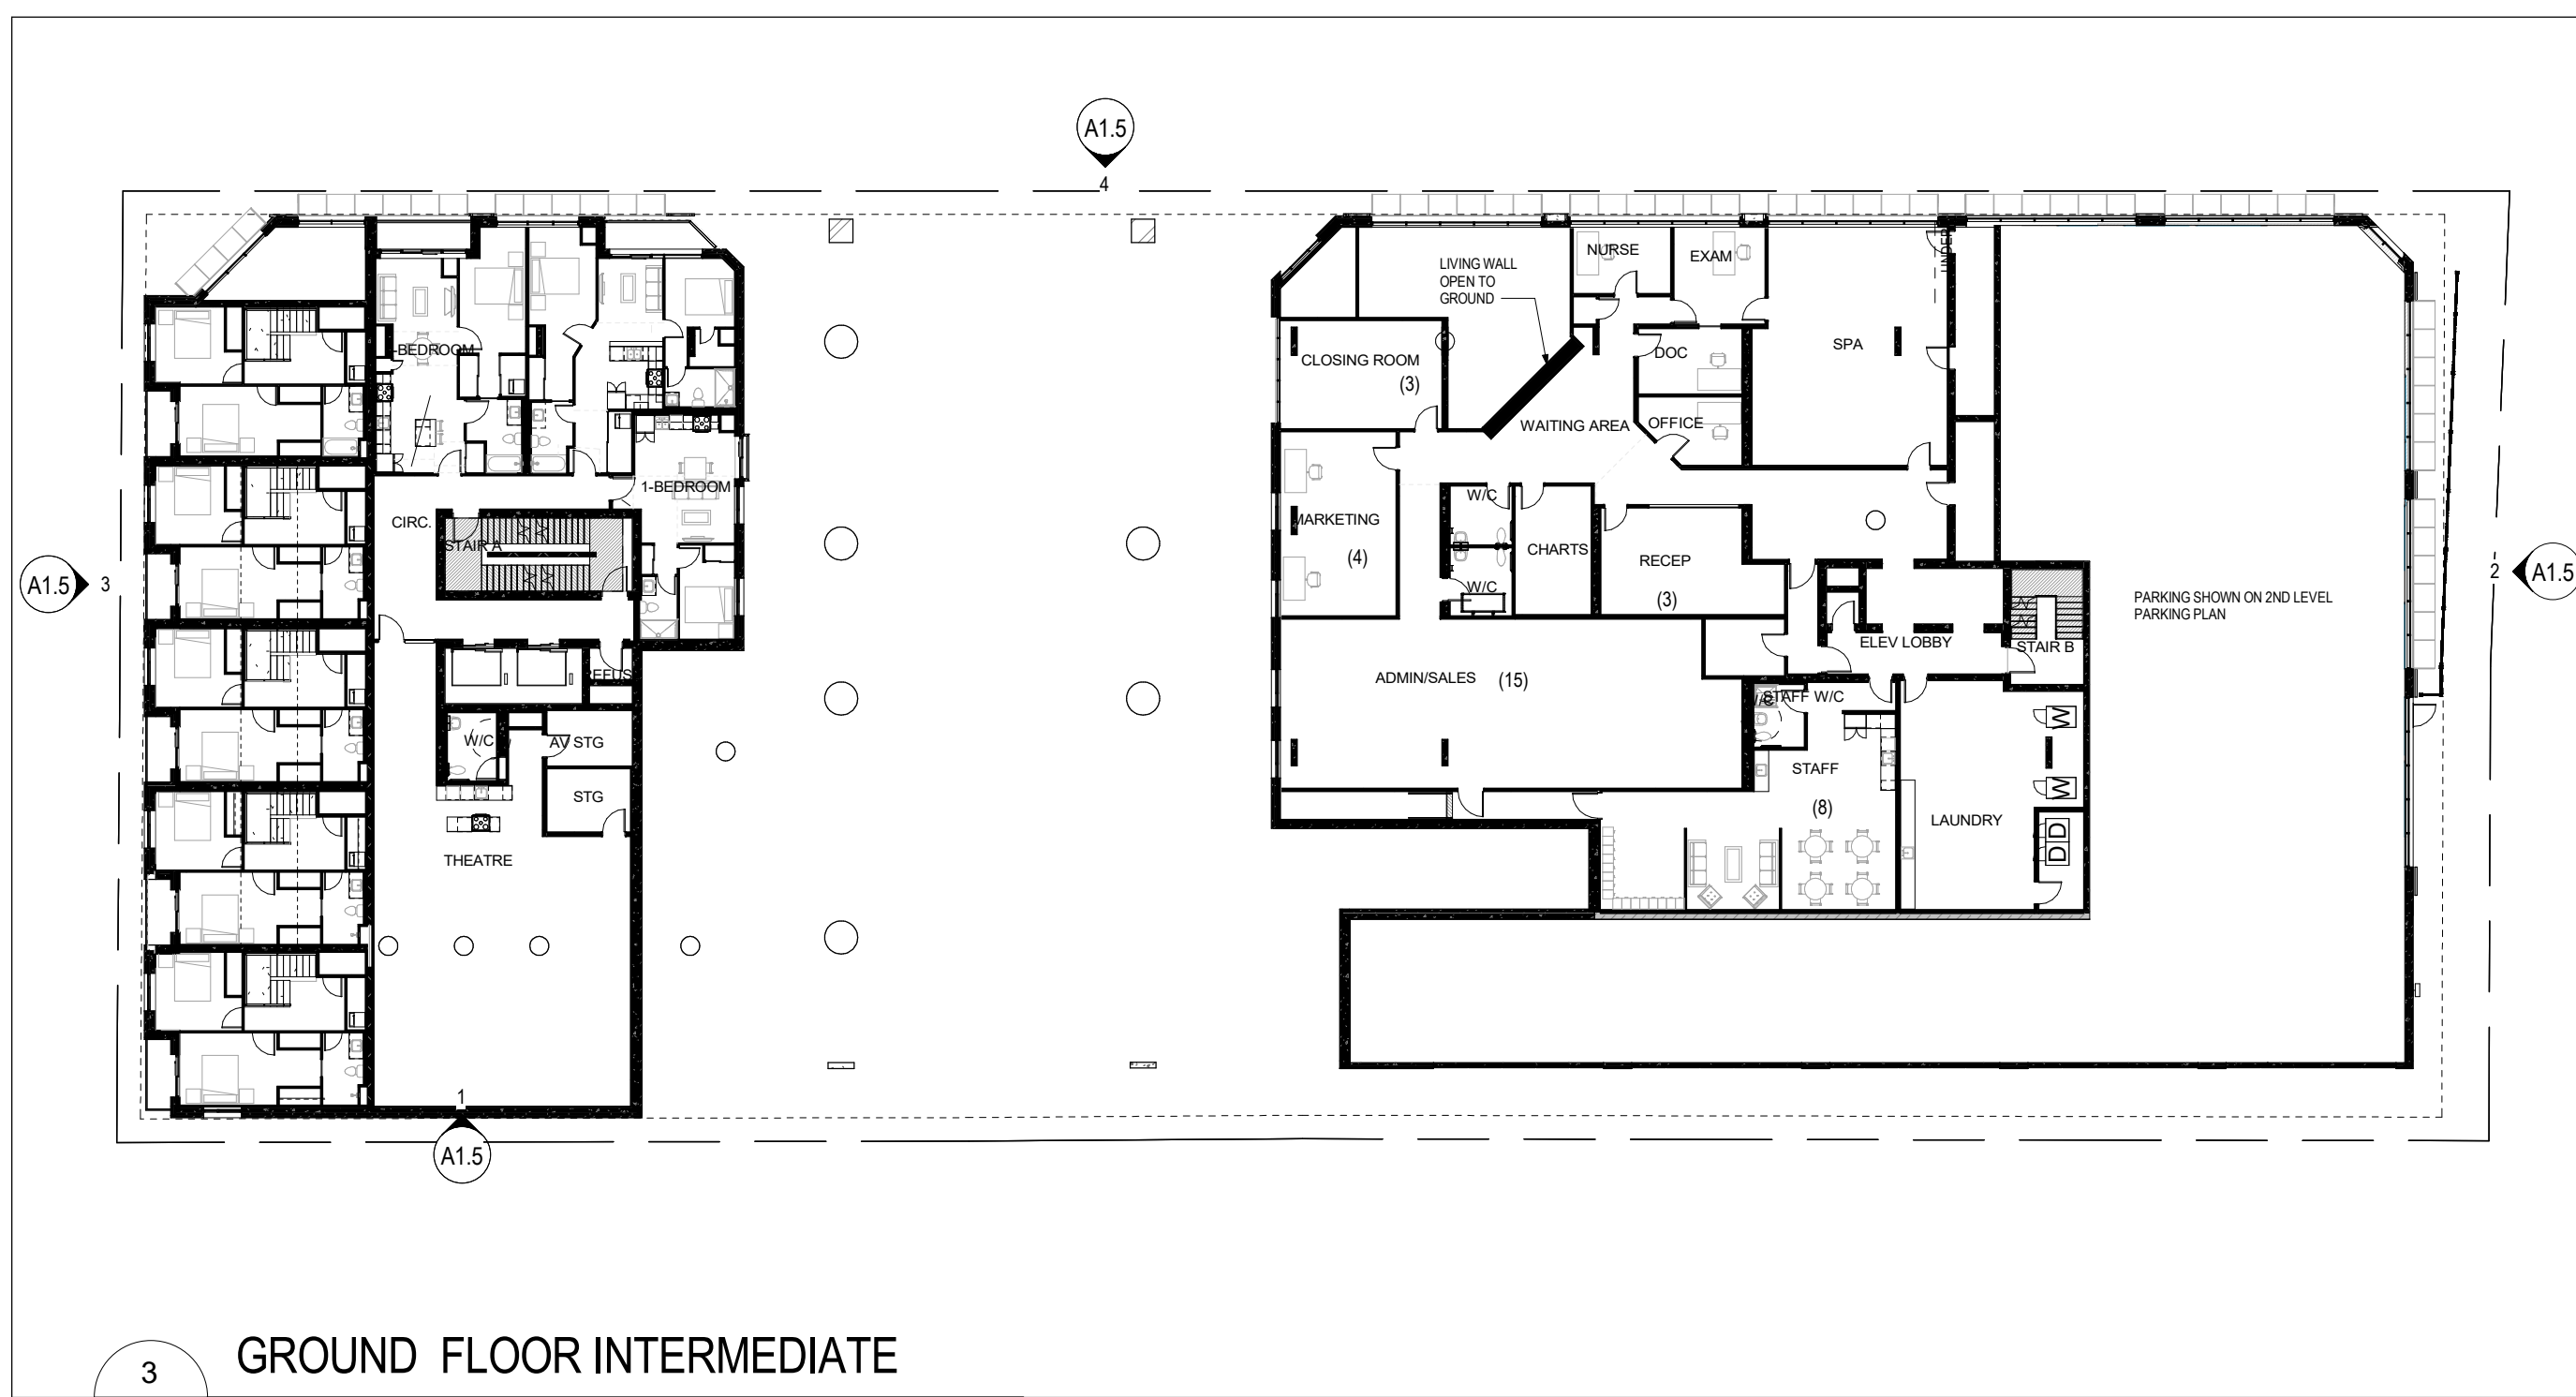 A1.5
4
NURSE
EXAM
UNDER
LIVING WALL
OPEN TO
GROUND
-BEDROOM
CLOSING ROOM
(3)
DOC
SPA
WAITING AREA
OFFICE
1-BEDROOM
CIRC.
STAIR A
MARKETING
(4)
W/C
CHARTS
W/C
RECEP
(3)
A1.5
3
2
A1.5
PARKING SHOWN ON 2ND LEVEL
PARKING PLAN
ELEV LOBBY
STAIR B
REFUS
ADMIN/SALES
(15)
STAFF W/C
W/C
W
W/C
AV STG
STG
STAFF
(8)
W
LAUNDRY
D
D
THEATRE
1
A1.5
3
GROUND FLOOR INTERMEDIATE